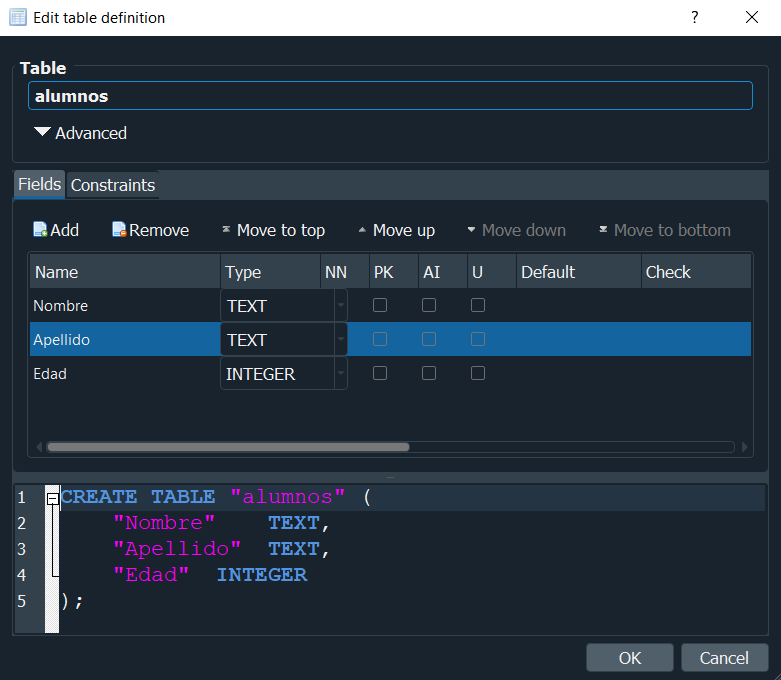 Edit table definition ? ×
Table
alumnos
Advanced
Fields Constraints
Add Remove Move to top Move up Move down Move to bottom
Name Type NN PK AI U Default Check
Nombre TEXT
Apellido TEXT
Edad INTEGER
1 CREATE TABLE "alumnos" (
2 "Nombre" TEXT,
3 "Apellido" TEXT,
4 "Edad" INTEGER
5 );
OK Cancel